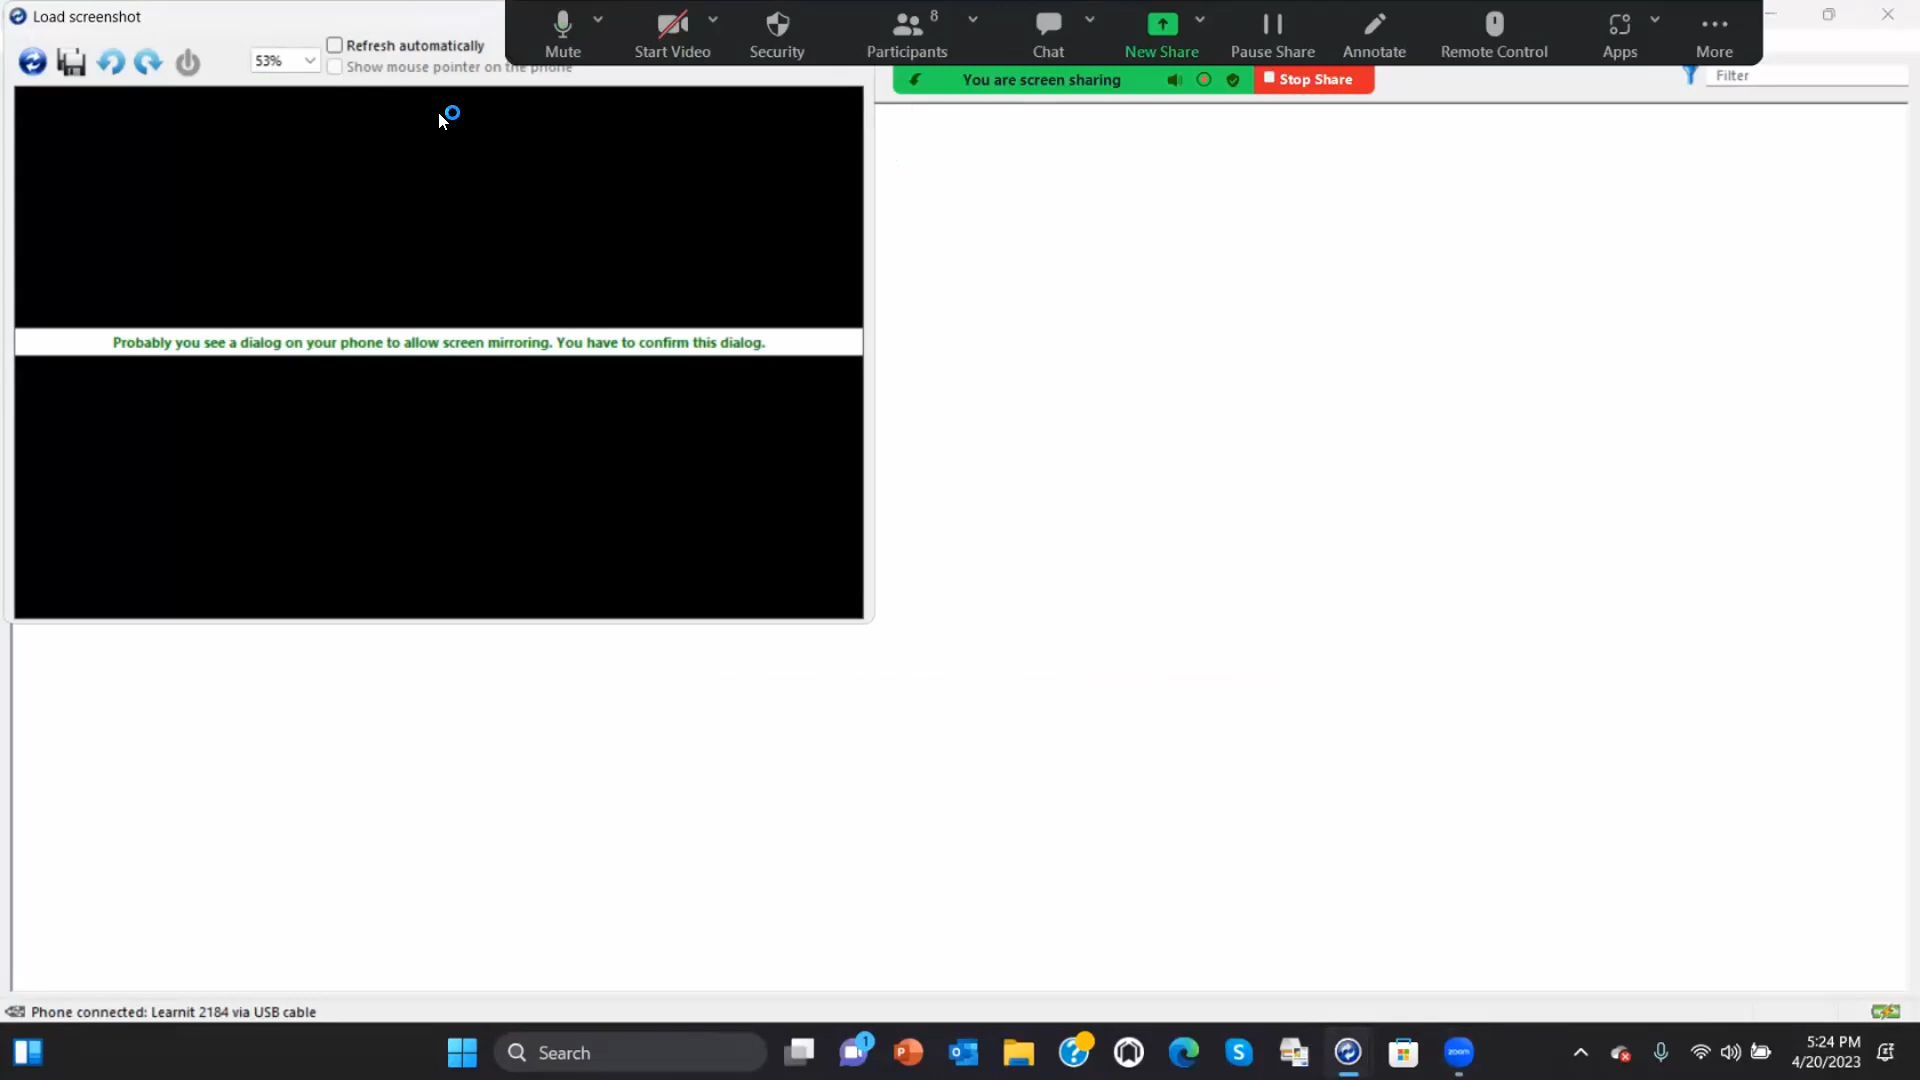 Load screenshot
53%
Refresh automatically
Show mouse pointer on the phone
Mute
Start Video
Security
8
Participants
Chat
New Share
Pause Share
Annotate
Remote Control
Apps
More
You are screen sharing
Stop Share
Filter
Probably you see a dialog on your phone to allow screen mirroring. You have to confirm this dialog.
Phone connected: Learnit 2184 via USB cable
Search
1
zoom
5:24 PM
4/20/2023